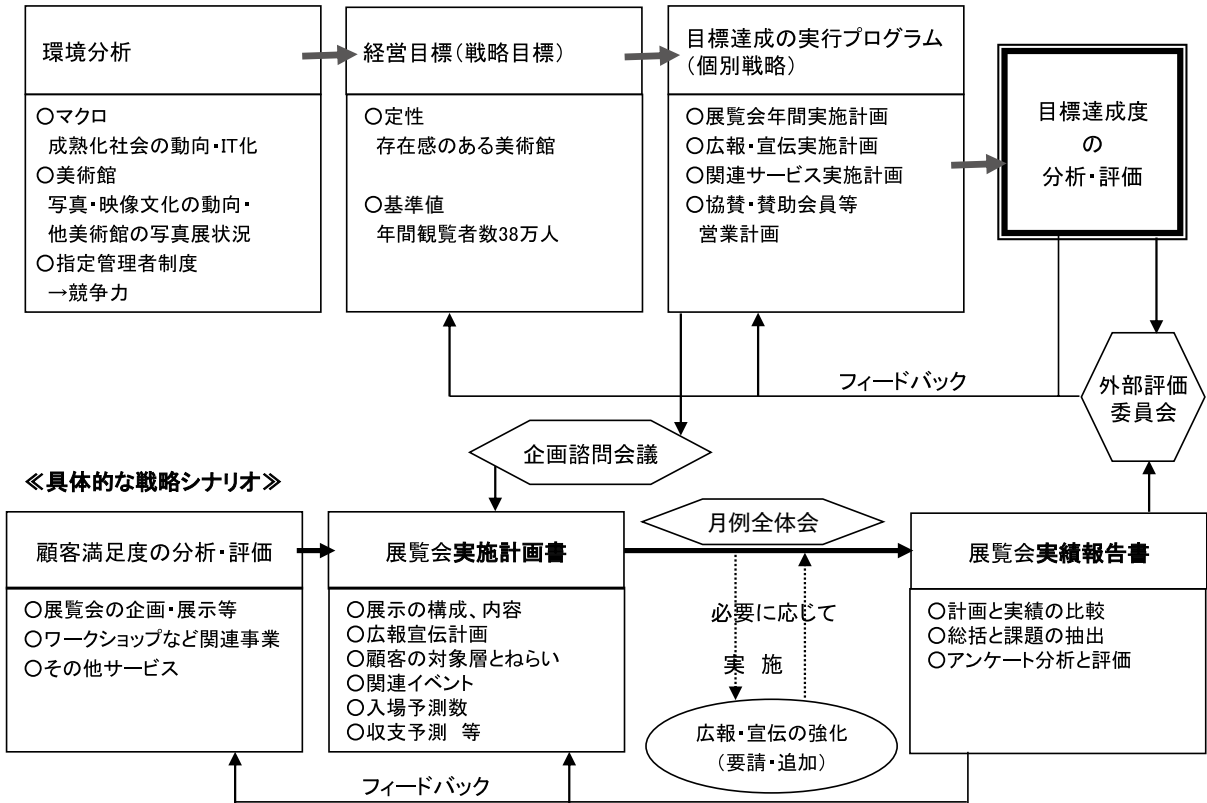 環境分析
○マクロ
成熟化社会の動向・IT化
○美術館
写真・映像文化の動向・
他美術館の写真展状況
○指定管理者制度
→競争力
経営目標(戦略目標)
○定性
存在感のある美術館
○基準値
年間観覧者数38万人
目標達成の実行プログラム
(個別戦略)
○展覧会年間実施計画
○広報・宣伝実施計画
○関連サービス実施計画
○協賛・賛助会員等
営業計画
目標達成度
の
分析・評価
フィードバック
外部評価
委員会
企画諮問会議
≪具体的な戦略シナリオ≫
顧客満足度の分析・評価
○展覧会の企画・展示等
○ワークショップなど関連事業
○その他サービス
展覧会実施計画書
○展示の構成、内容
○広報宣伝計画
○顧客の対象層とねらい
○関連イベント
○入場予測数
○収支予測 等
月例全体会
必要に応じて
実 施
広報・宣伝の強化
(要請・追加)
展覧会実績報告書
○計画と実績の比較
○総括と課題の抽出
○アンケート分析と評価
フィードバック